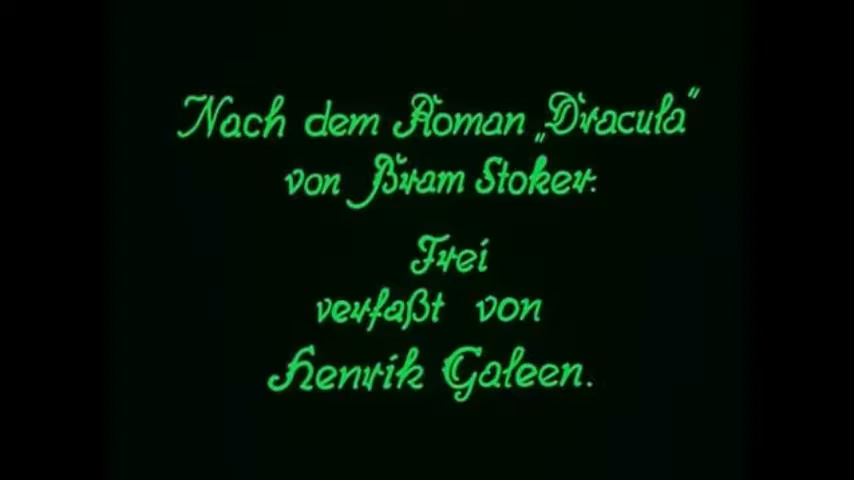 Nach dem Roman „Dracula“
von Bram Stoker.
Frei
verfaßt von
Henrik Galeen.